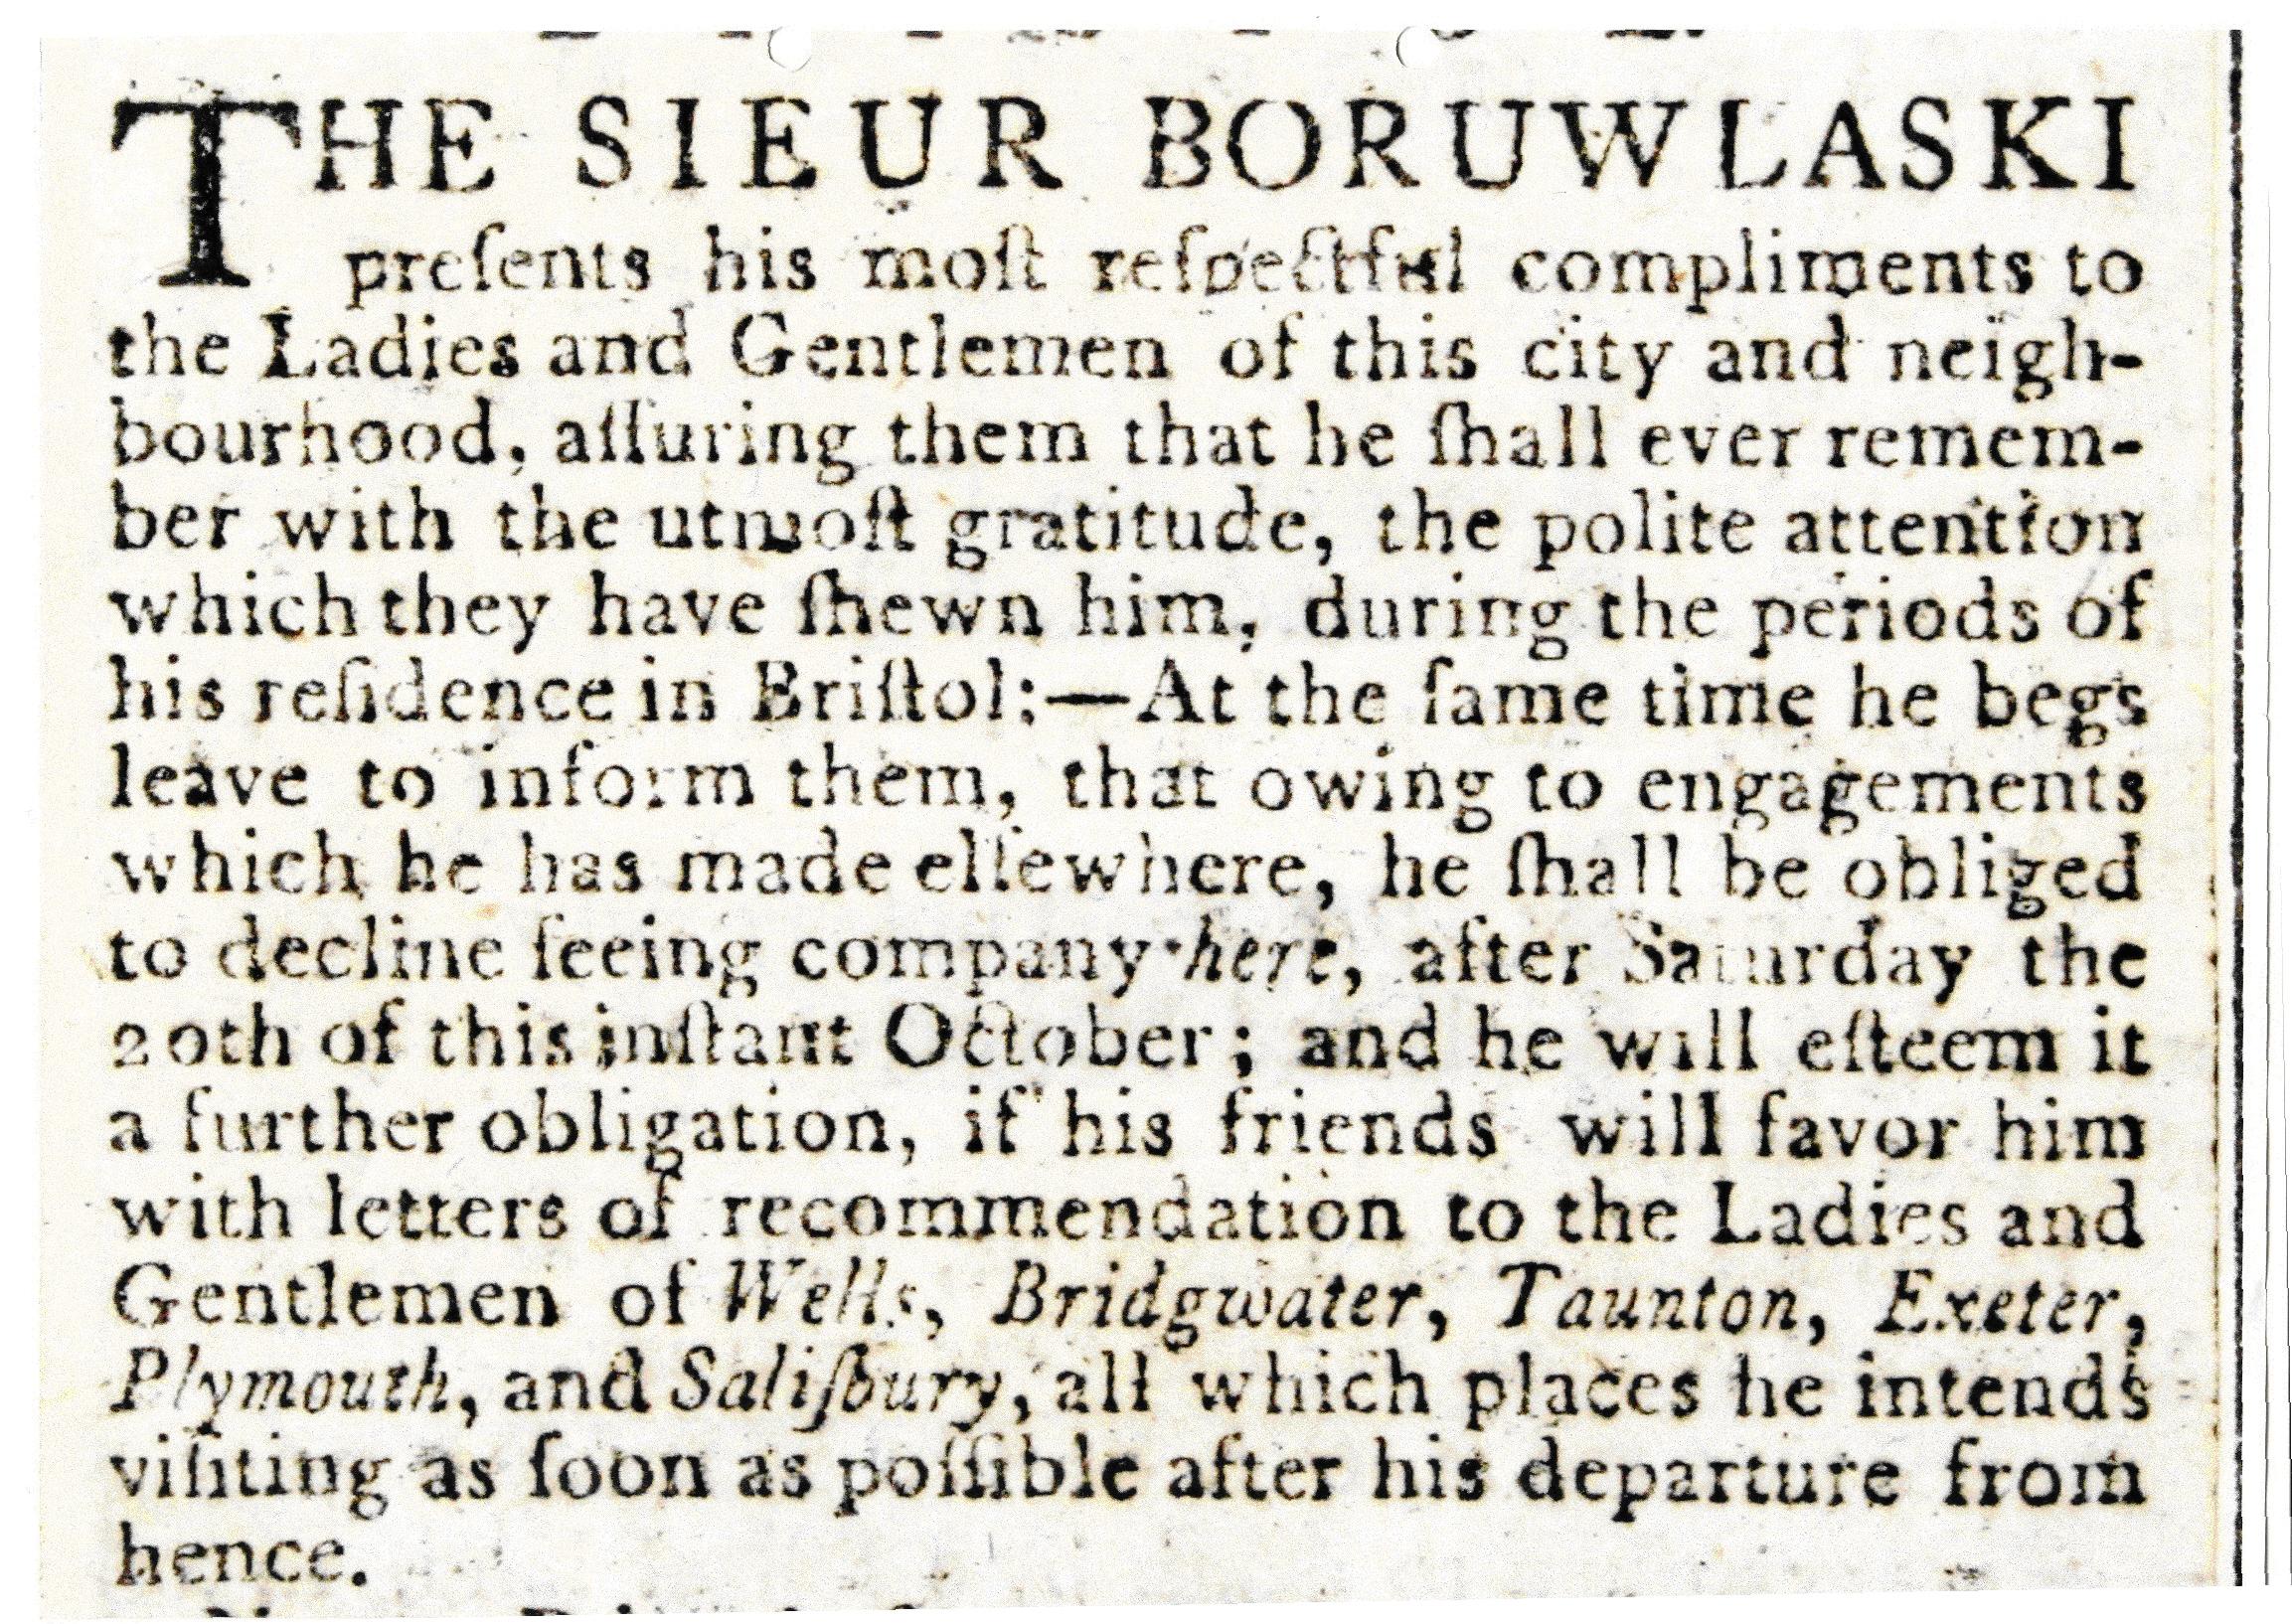 THE SIEUR BORUWLASKI
preſents his moſt reſpectful compliments to
the Ladies and Gentlemen of this city and neigh-
bourhood, aſſuring them that he ſhall ever remem-
ber with the utmoſt gratitude, the polite attention
which they have ſhewn him, during the periods of
his reſidence in Briſtol:—At the ſame time he begs
leave to inform them, that owing to engagements
which he has made elſewhere, he ſhall be obliged
to decline ſeeing company here, after Saturday the
20th of this inſtant October; and he will eſteem it
a further obligation, if his friends will favor him
with letters of recommendation to the Ladies and
Gentlemen of Wells, Bridgwater, Taunton, Exeter,
Plymouth, and Saliſbury, all which places he intends
viſiting as ſoon as poſſible after his departure from
hence.